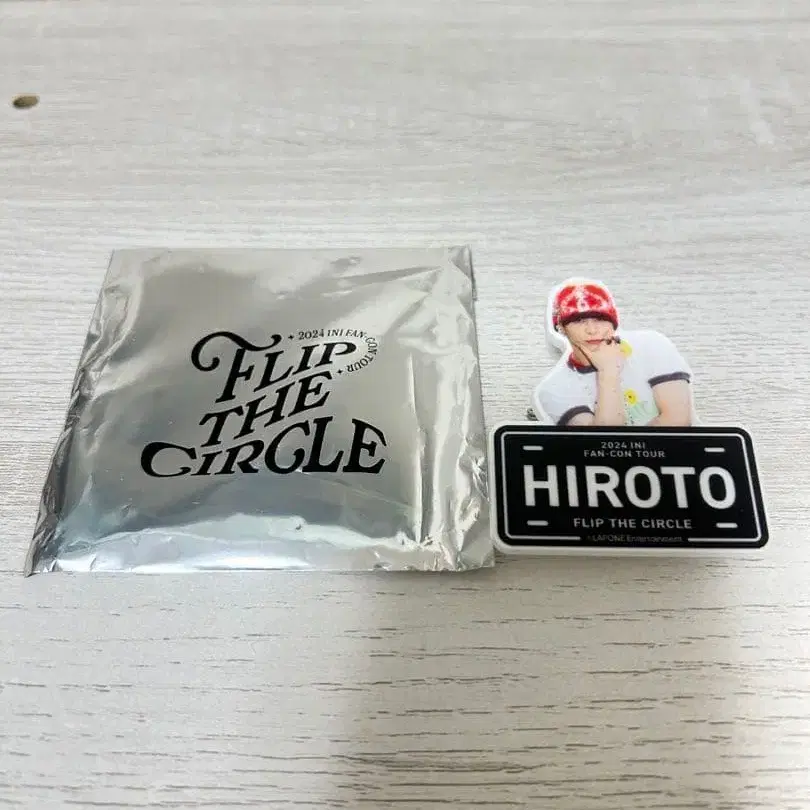 ✦ 2024 INI FAN-CON TOUR ✦
FLIP
THE
CIRCLE
2024 INI
FAN-CON TOUR
HIROTO
FLIP THE CIRCLE
©LAPONE Entertainment